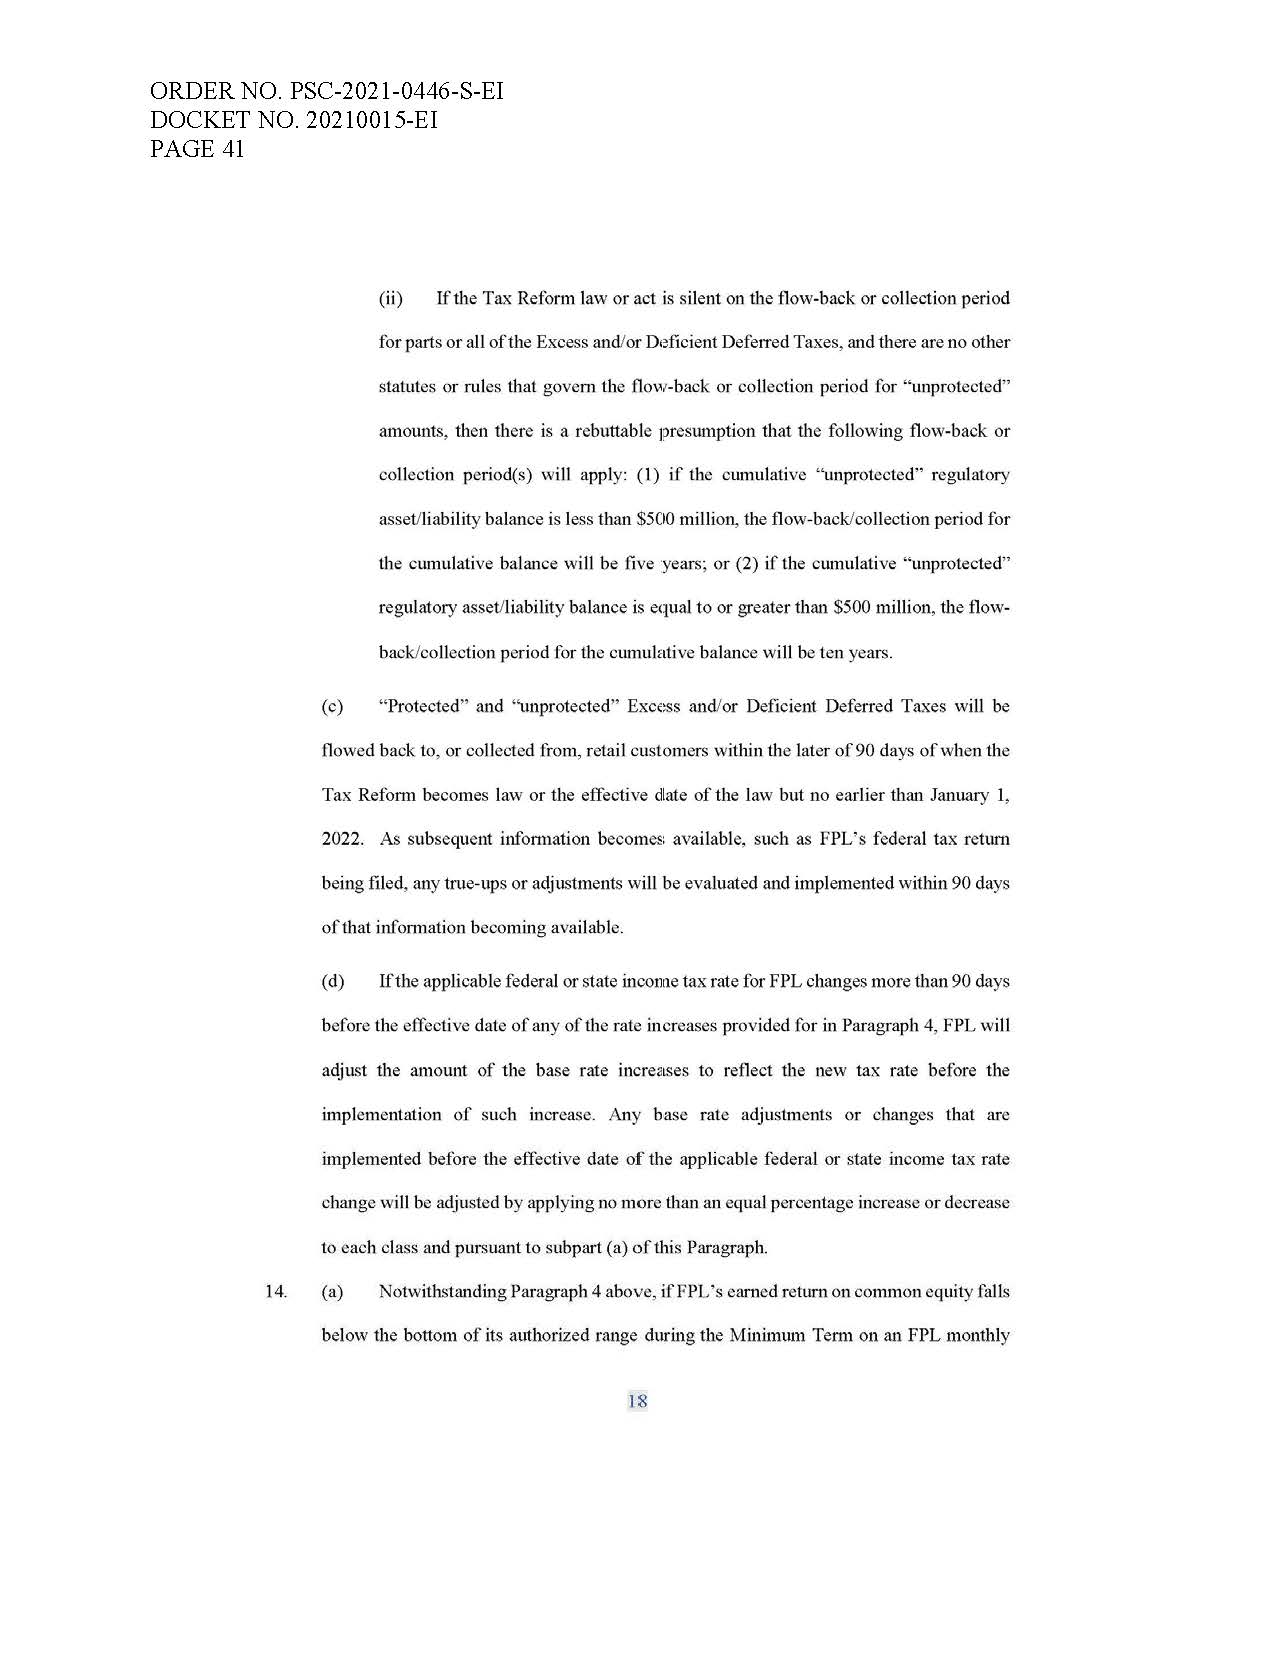 ORDER NO. PSC-2021-0446-S-EI
DOCKET NO. 20210015-EI
PAGE 41
(ii) If the Tax Reform law or act is silent on the flow-back or collection period
for parts or all of the Excess and/or Deficient Deferred Taxes, and there are no other
statutes or rules that govern the flow-back or collection period for “unprotected”
amounts, then there is a rebuttable presumption that the following flow-back or
collection period(s) will apply: (1) if the cumulative “unprotected” regulatory
asset/liability balance is less than $500 million, the flow-back/collection period for
the cumulative balance will be five years; or (2) if the cumulative “unprotected”
regulatory asset/liability balance is equal to or greater than $500 million, the flow-
back/collection period for the cumulative balance will be ten years.
(c) “Protected” and “unprotected” Excess and/or Deficient Deferred Taxes will be
flowed back to, or collected from, retail customers within the later of 90 days of when the
Tax Reform becomes law or the effective date of the law but no earlier than January 1,
2022. As subsequent information becomes available, such as FPL’s federal tax return
being filed, any true-ups or adjustments will be evaluated and implemented within 90 days
of that information becoming available.
(d) If the applicable federal or state income tax rate for FPL changes more than 90 days
before the effective date of any of the rate increases provided for in Paragraph 4, FPL will
adjust the amount of the base rate increases to reflect the new tax rate before the
implementation of such increase. Any base rate adjustments or changes that are
implemented before the effective date of the applicable federal or state income tax rate
change will be adjusted by applying no more than an equal percentage increase or decrease
to each class and pursuant to subpart (a) of this Paragraph.
14. (a) Notwithstanding Paragraph 4 above, if FPL’s earned return on common equity falls
below the bottom of its authorized range during the Minimum Term on an FPL monthly
18